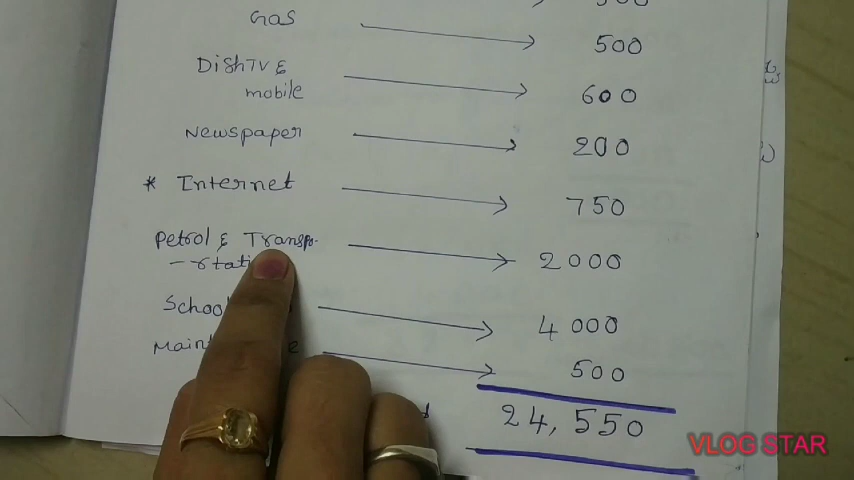 Gas 500
DishTV &
mobile 600
Newspaper 200
* Internet 750
Petrol & Transpo-
- rtati 2000
School 4000
Maint e 500
24,550
VLOG STAR